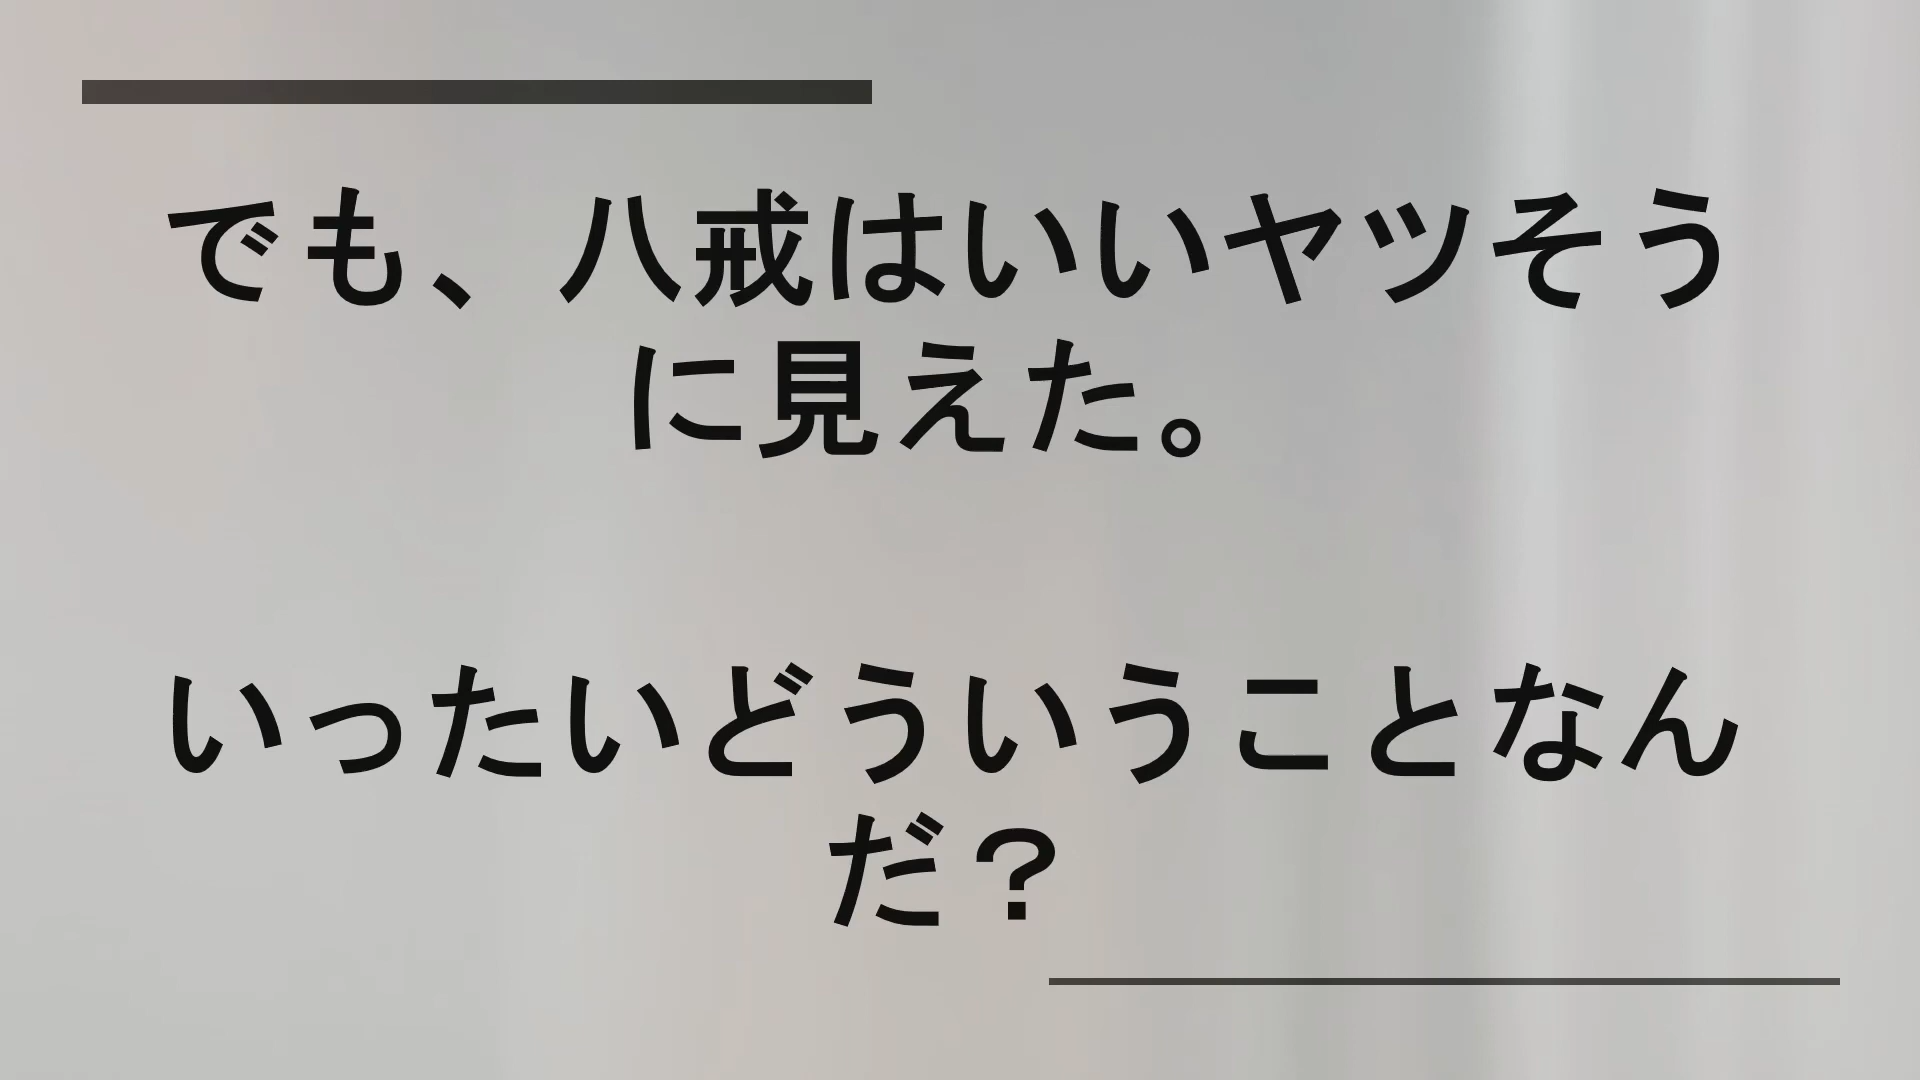 でも、八戒はいいヤツそう
に見えた。
いったいどういうことなん
だ？